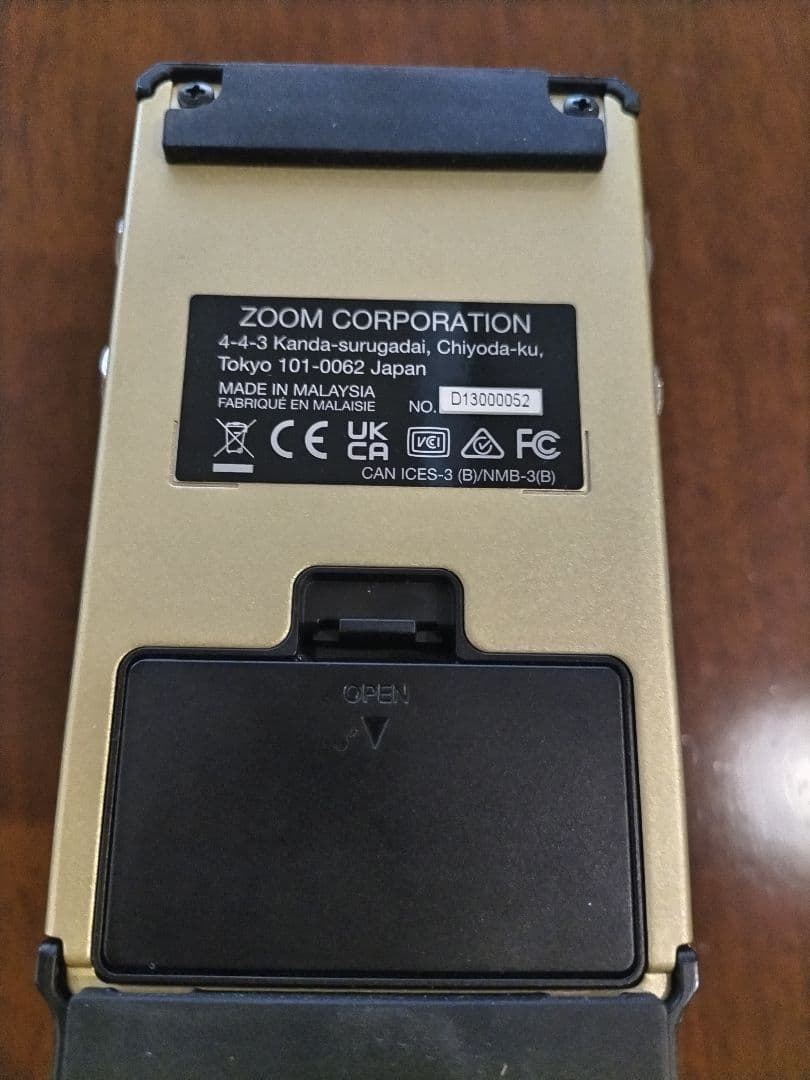 ZOOM CORPORATION
4-4-3 Kanda-surugadai, Chiyoda-ku,
Tokyo 101-0062 Japan
MADE IN MALAYSIA
FABRIQUÉ EN MALAISIE
NO. D13000052
CE UK CA VCI FC
CAN ICES-3 (B)/NMB-3(B)
OPEN